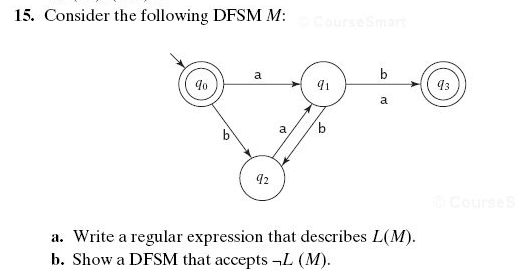 15. Consider the following DFSM M:
© CourseSmart
q0
a
q1
b
q3
a
b
a
b
q2
© CourseS
a. Write a regular expression that describes L(M).
b. Show a DFSM that accepts ¬L (M).